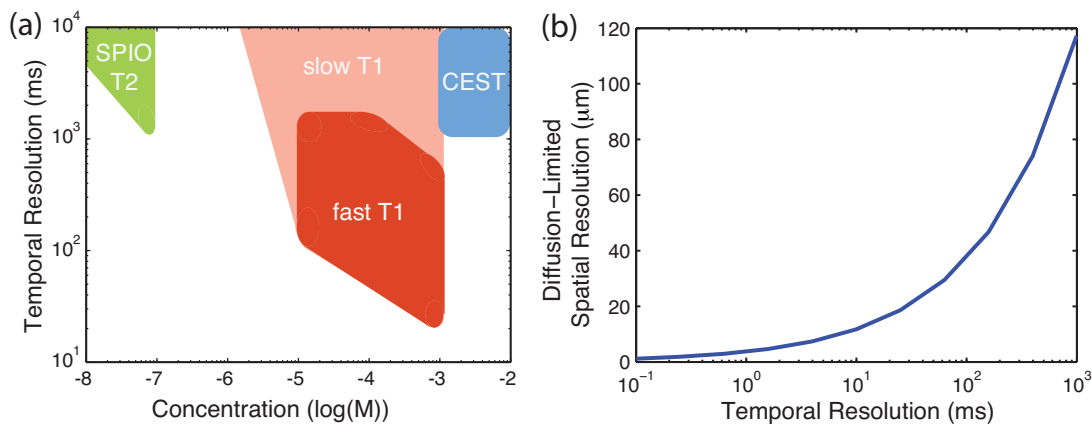 (a)
Temporal Resolution (ms)
10⁴
10³
10²
10¹
SPIO
T2
slow T1
CEST
fast T1
-8
-7
-6
-5
-4
-3
-2
Concentration (log(M))
(b)
Diffusion-Limited
Spatial Resolution (μm)
120
100
80
60
40
20
0
10⁻¹
10⁰
10¹
10²
10³
Temporal Resolution (ms)